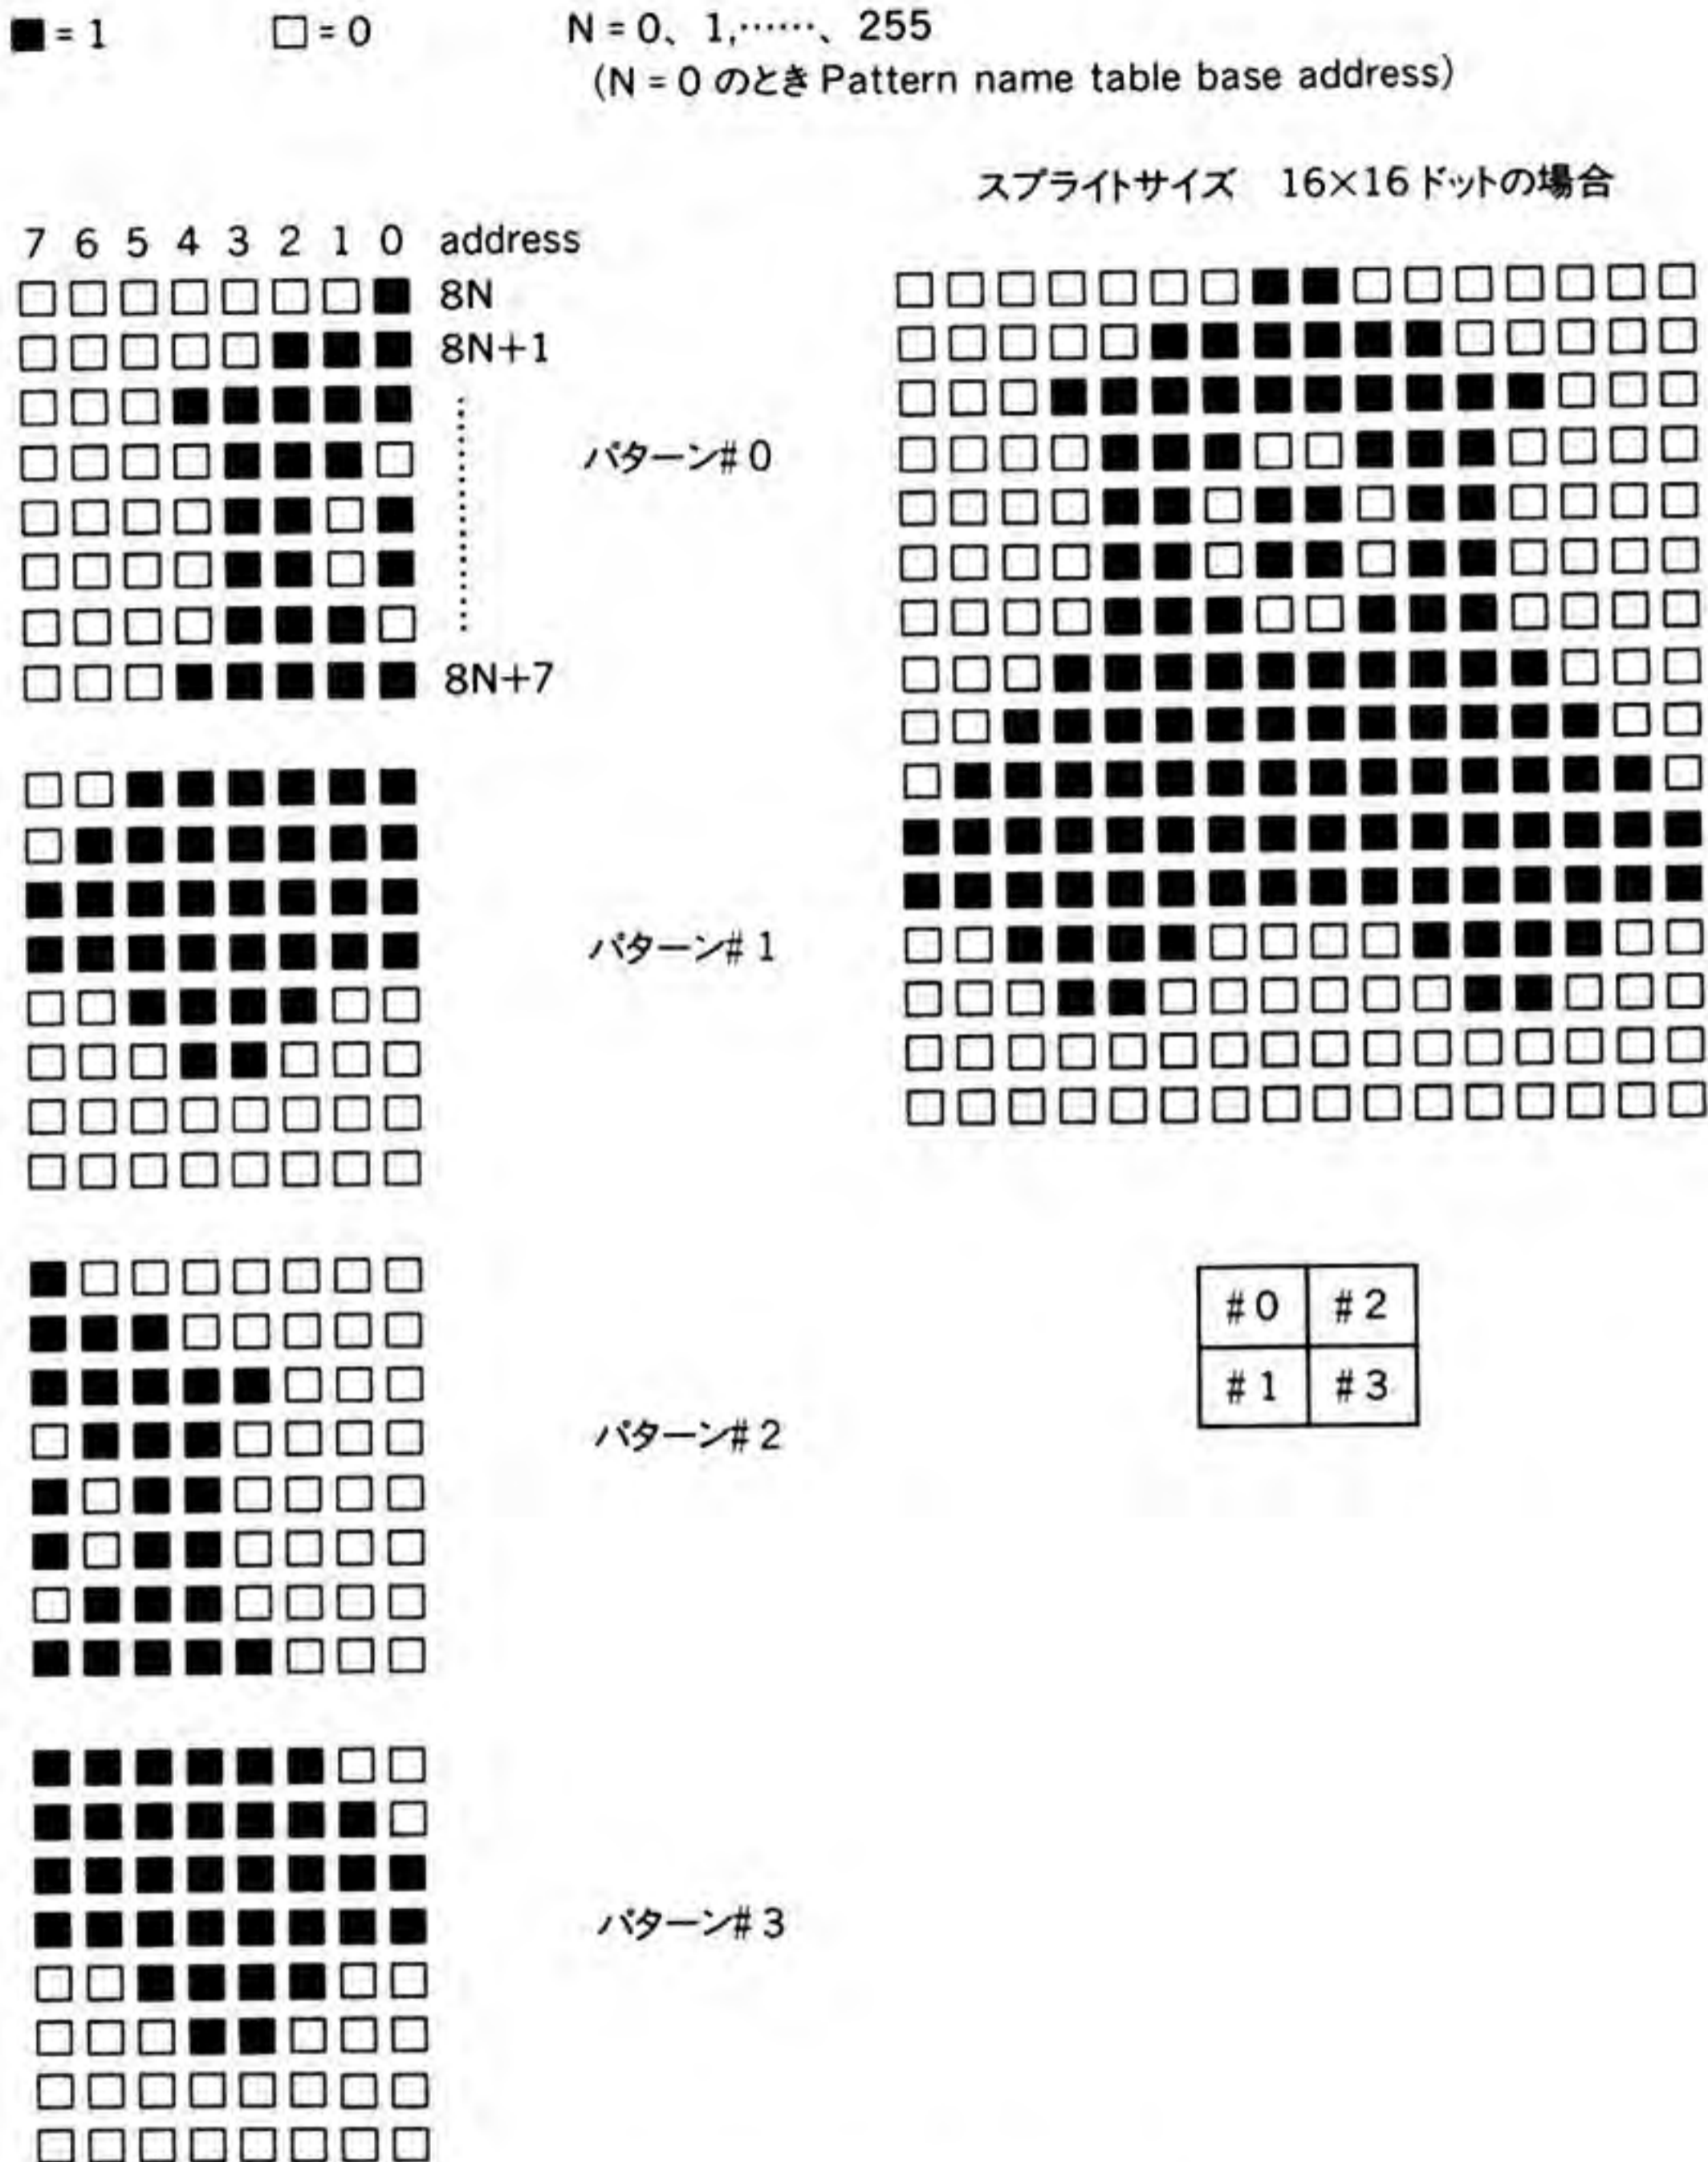 ■=1 □=0 N=0、1,……、255
(N=0 のとき Pattern name table base address)
スプライトサイズ 16×16ドットの場合
7 6 5 4 3 2 1 0 address
8N
8N+1
パターン#0
8N+7
パターン#1
#0 #2
#1 #3
パターン#2
パターン#3